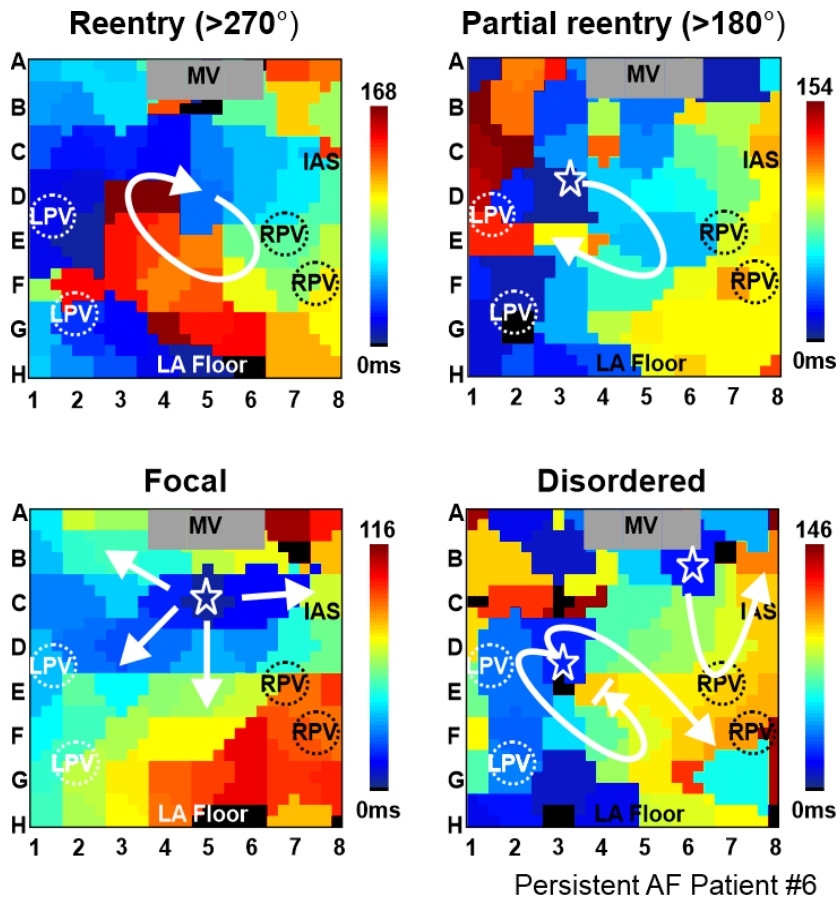 Reentry (>270°)
Partial reentry (>180°)
A
B
C
D
E
F
G
H
MV
IAS
LPV
RPV
RPV
LPV
LA Floor
1 2 3 4 5 6 7 8
168
0ms
A
B
C
D
E
F
G
H
MV
IAS
LPV
RPV
RPV
LPV
LA Floor
1 2 3 4 5 6 7 8
154
0ms
Focal
Disordered
A
B
C
D
E
F
G
H
MV
IAS
LPV
RPV
RPV
LPV
LA Floor
1 2 3 4 5 6 7 8
116
0ms
A
B
C
D
E
F
G
H
MV
IAS
LPV
RPV
RPV
LPV
LA Floor
1 2 3 4 5 6 7 8
146
0ms
Persistent AF Patient #6